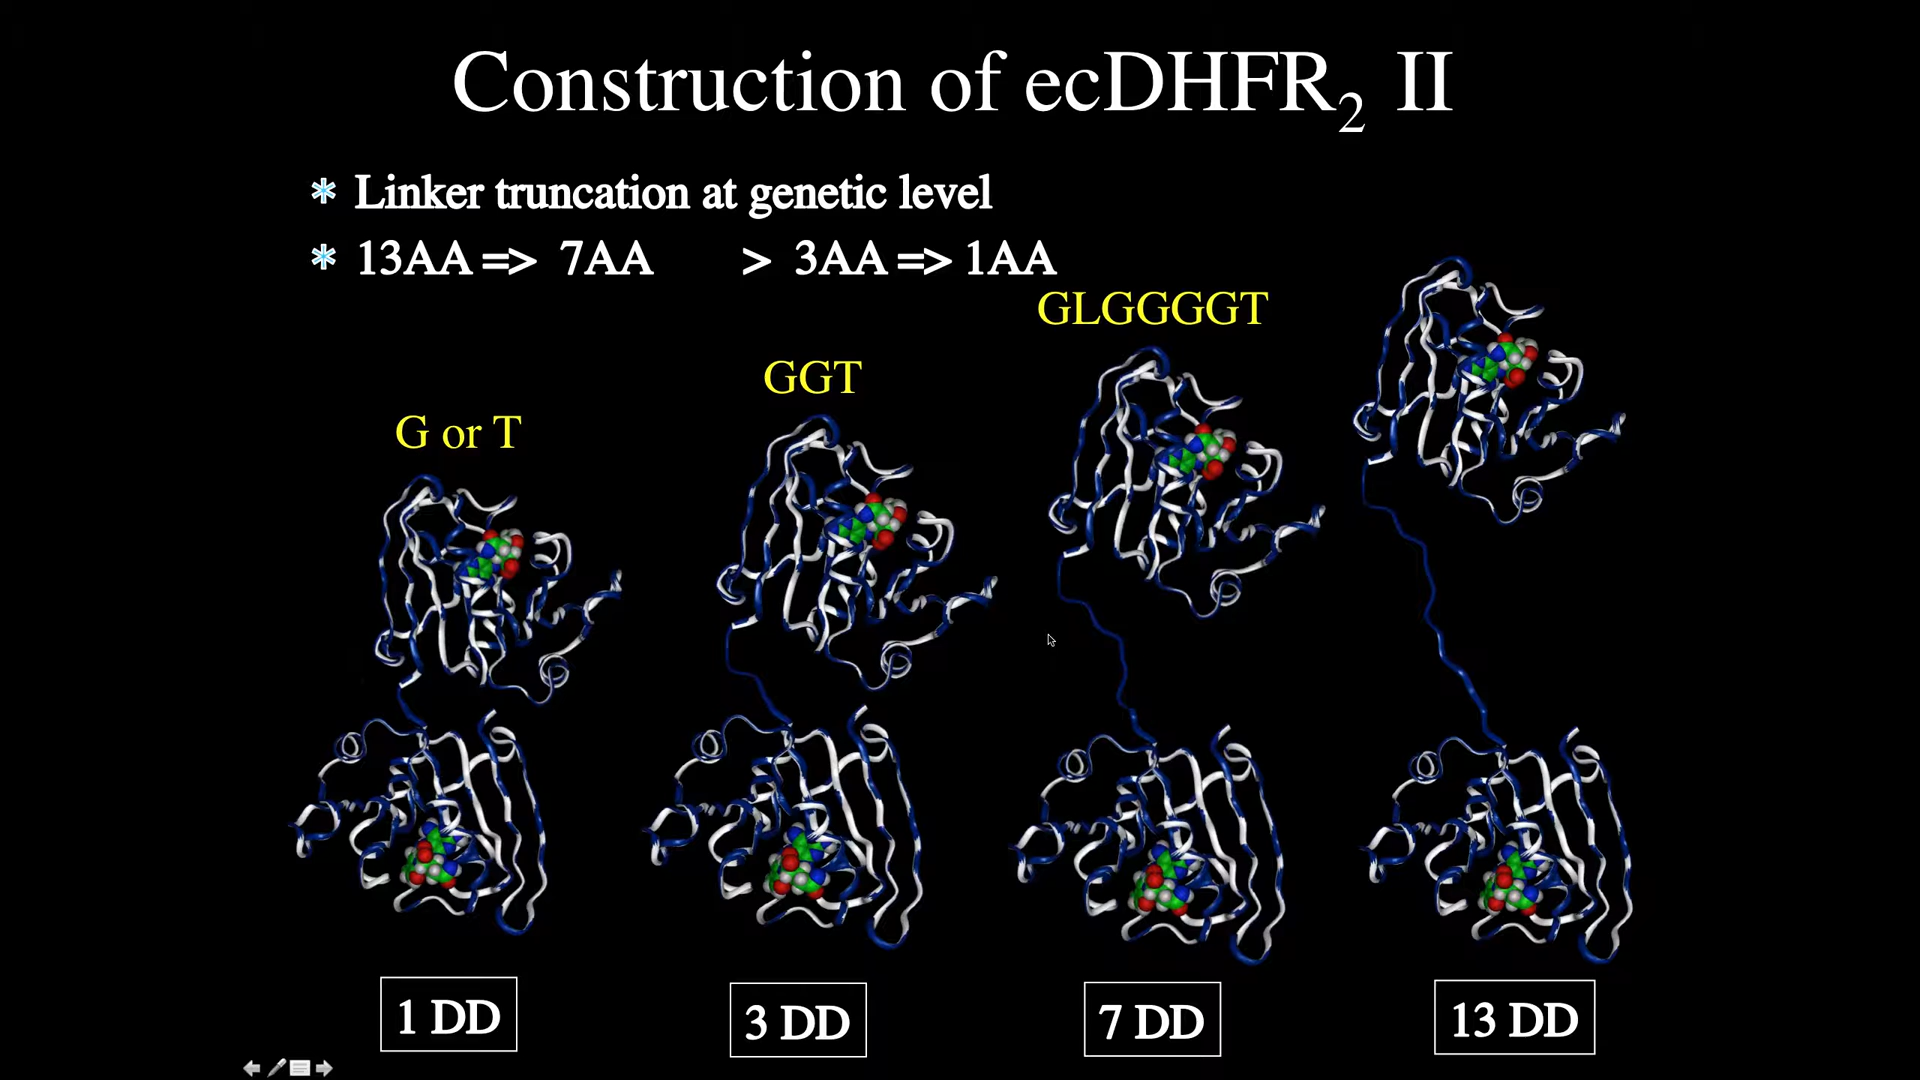 Construction of ecDHFR₂ II
* Linker truncation at genetic level
* 13AA => 7AA > 3AA => 1AA
GLGGGGT
GGT
G or T
1 DD
3 DD
7 DD
13 DD